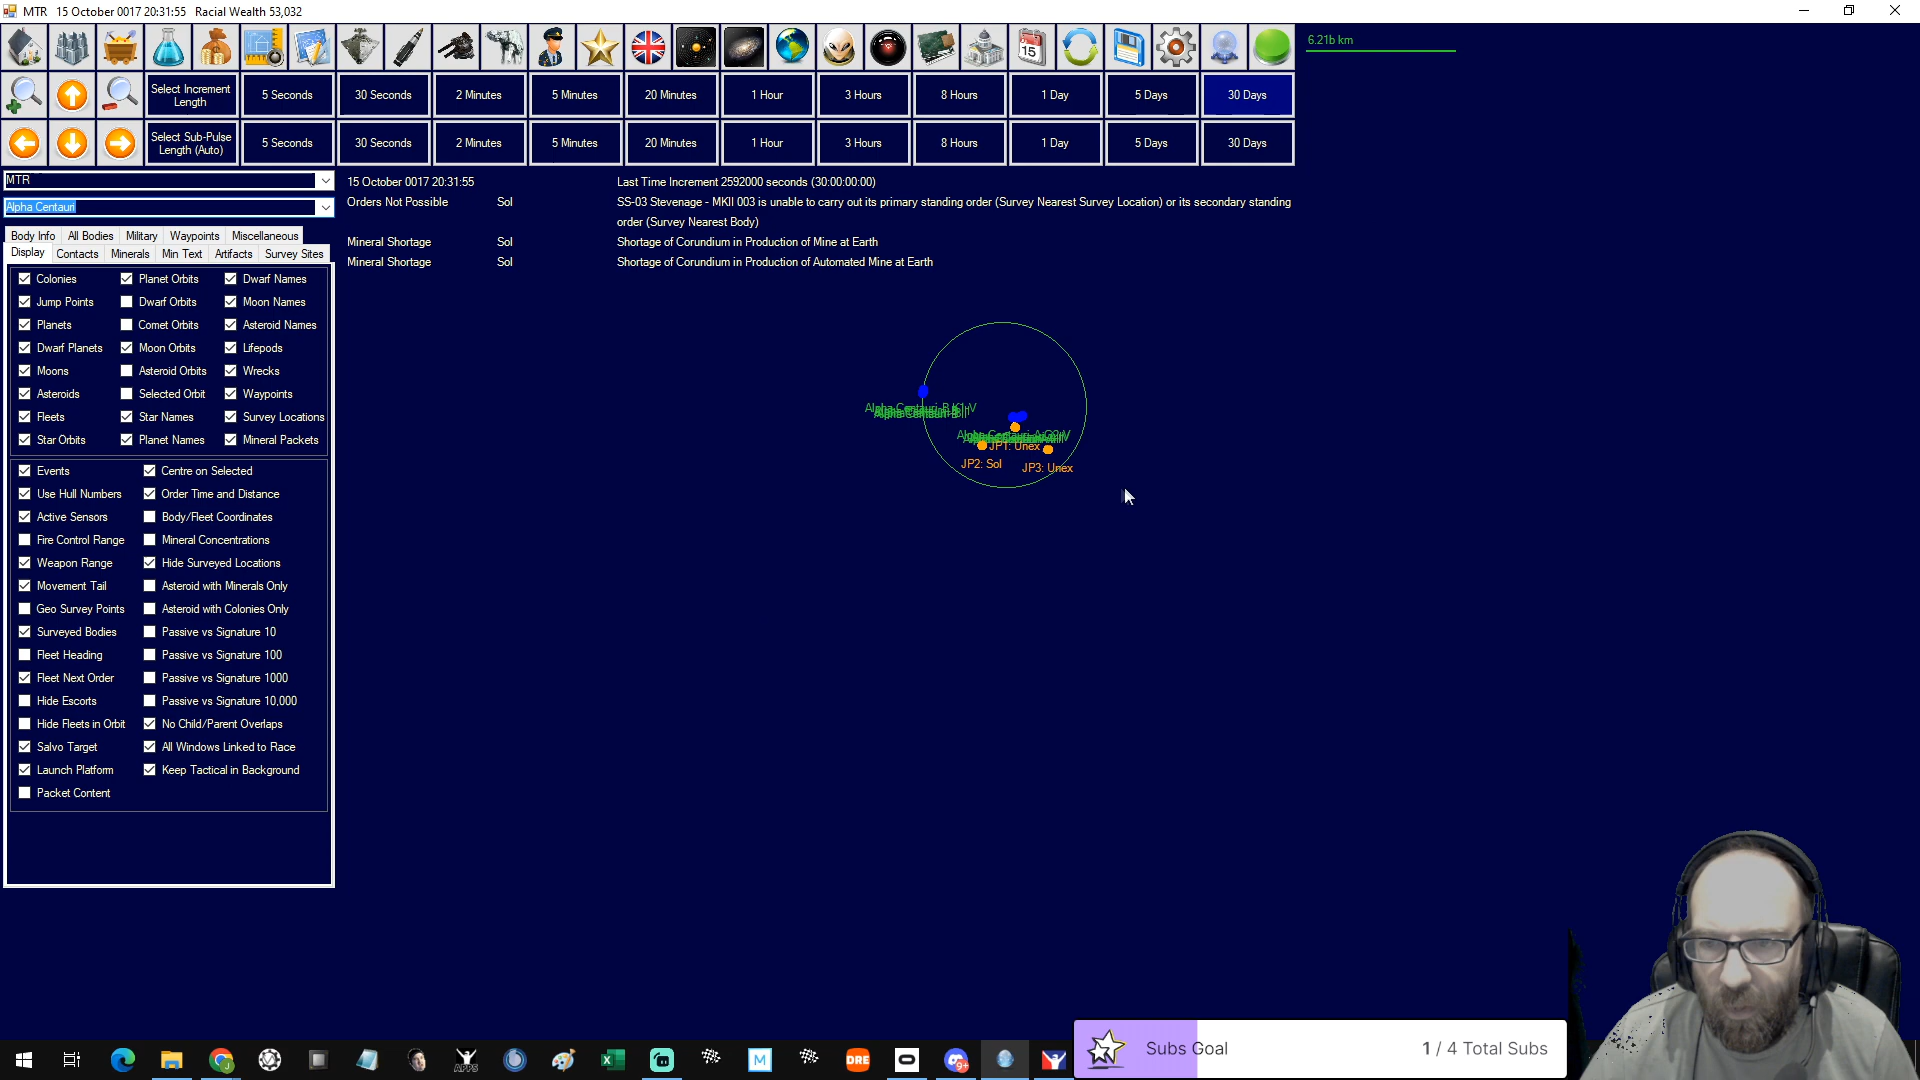 MTR 15 October 0017 20:31:55 Racial Wealth 53,032
6.21b km
Select Increment Length
5 Seconds
30 Seconds
2 Minutes
5 Minutes
20 Minutes
1 Hour
3 Hours
8 Hours
1 Day
5 Days
30 Days
Select Sub-Pulse Length (Auto)
5 Seconds
30 Seconds
2 Minutes
5 Minutes
20 Minutes
1 Hour
3 Hours
8 Hours
1 Day
5 Days
30 Days
MTR
Alpha Centauri
Body Info All Bodies Military Waypoints Miscellaneous
Display Contacts Minerals Min Text Artifacts Survey Sites
Colonies Planet Orbits Dwarf Names
Jump Points Dwarf Orbits Moon Names
Planets Comet Orbits Asteroid Names
Dwarf Planets Moon Orbits Lifepods
Moons Asteroid Orbits Wrecks
Asteroids Selected Orbit Waypoints
Fleets Star Names Survey Locations
Star Orbits Planet Names Mineral Packets
Events Centre on Selected
Use Hull Numbers Order Time and Distance
Active Sensors Body/Fleet Coordinates
Fire Control Range Mineral Concentrations
Weapon Range Hide Surveyed Locations
Movement Tail Asteroid with Minerals Only
Geo Survey Points Asteroid with Colonies Only
Surveyed Bodies Passive vs Signature 10
Fleet Heading Passive vs Signature 100
Fleet Next Order Passive vs Signature 1000
Hide Escorts Passive vs Signature 10,000
Hide Fleets in Orbit No Child/Parent Overlaps
Salvo Target All Windows Linked to Race
Launch Platform Keep Tactical in Background
Packet Content
15 October 0017 20:31:55 Last Time Increment 2592000 seconds (30:00:00:00)
Orders Not Possible Sol SS-03 Stevenage - MKII 003 is unable to carry out its primary standing order (Survey Nearest Survey Location) or its secondary standing
order (Survey Nearest Body)
Mineral Shortage Sol Shortage of Corundium in Production of Mine at Earth
Mineral Shortage Sol Shortage of Corundium in Production of Automated Mine at Earth
JP1: Unex
JP2: Sol
JP3: Unex
Subs Goal 1 / 4 Total Subs